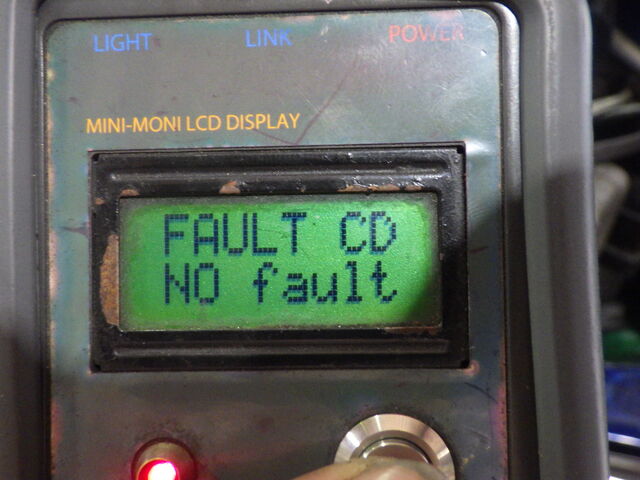 LIGHT LINK POWER
MINI-MONI LCD DISPLAY
FAULT CD
NO fault